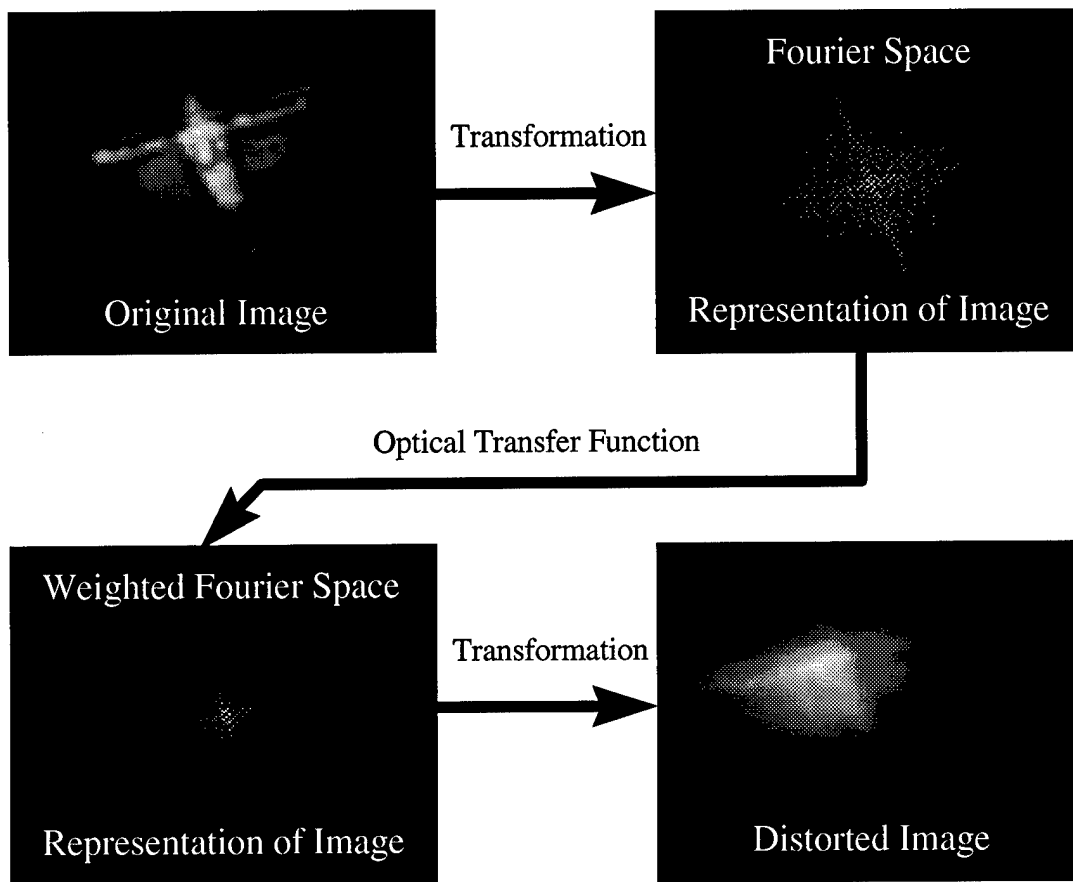 Original Image
Transformation
Fourier Space
Representation of Image
Optical Transfer Function
Weighted Fourier Space
Representation of Image
Transformation
Distorted Image